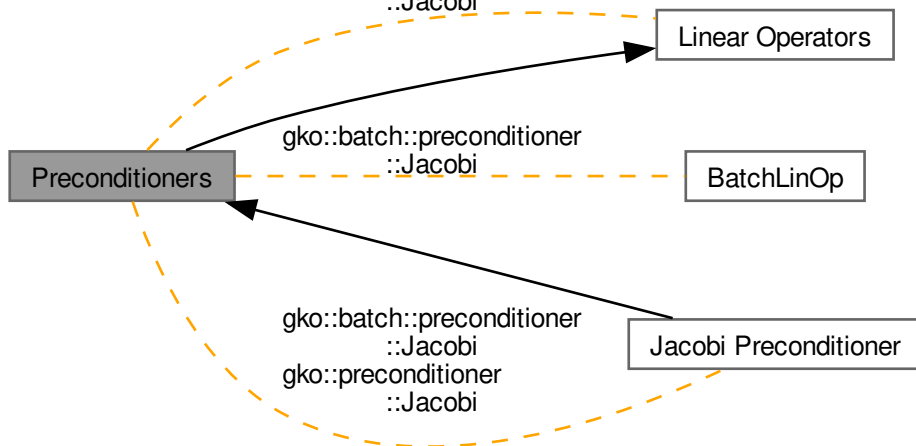 ::Jacobi
Linear Operators
gko::batch::preconditioner
::Jacobi
Preconditioners
BatchLinOp
gko::batch::preconditioner
::Jacobi
gko::preconditioner
::Jacobi
Jacobi Preconditioner